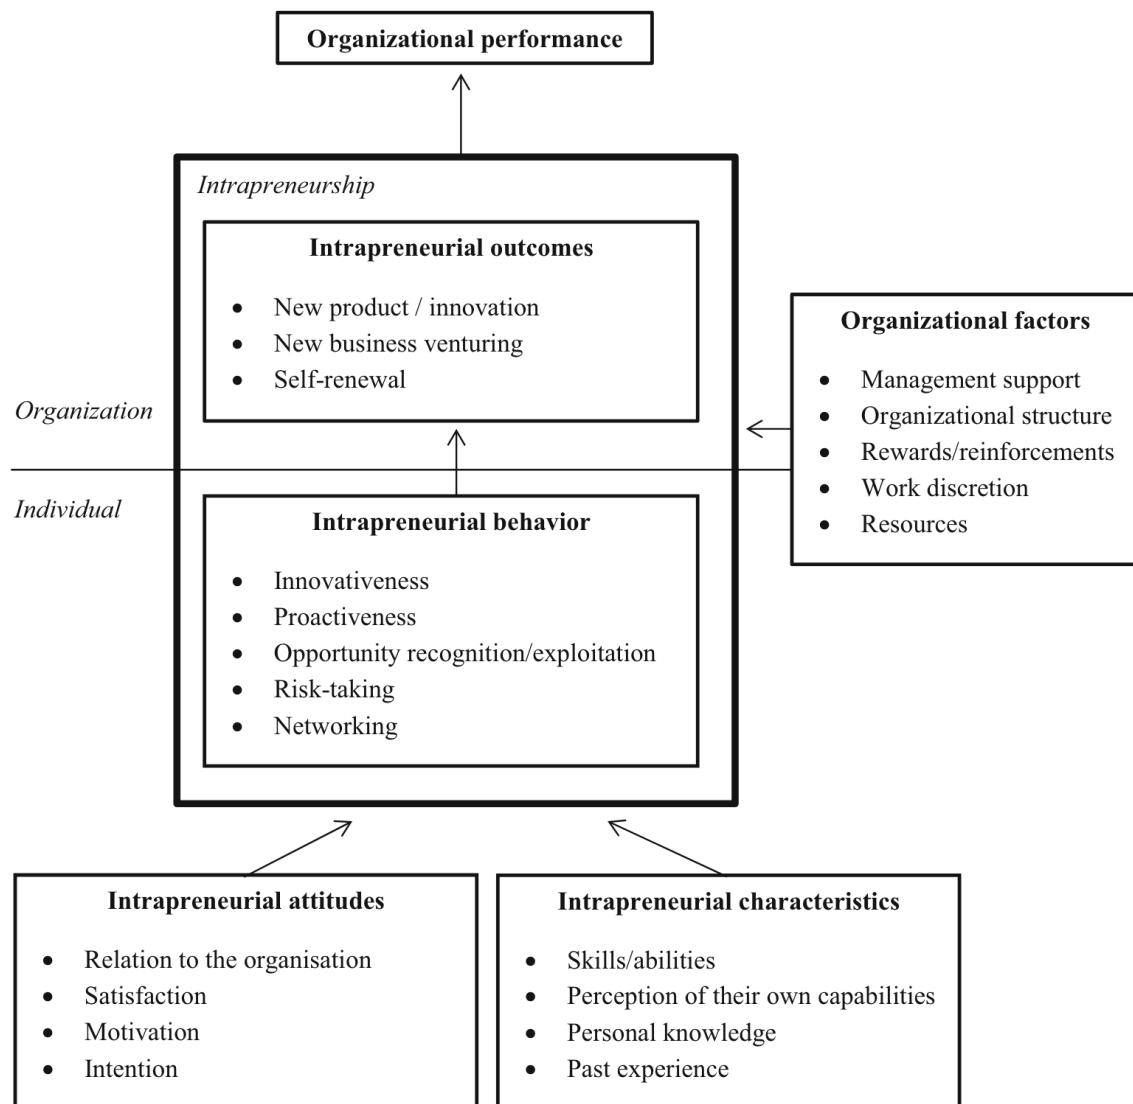 Organizational performance
Intrapreneurship
Intrapreneurial outcomes
• New product / innovation
• New business venturing
• Self-renewal
Organization
Individual
Organizational factors
• Management support
• Organizational structure
• Rewards/reinforcements
• Work discretion
• Resources
Intrapreneurial behavior
• Innovativeness
• Proactiveness
• Opportunity recognition/exploitation
• Risk-taking
• Networking
Intrapreneurial attitudes
• Relation to the organisation
• Satisfaction
• Motivation
• Intention
Intrapreneurial characteristics
• Skills/abilities
• Perception of their own capabilities
• Personal knowledge
• Past experience